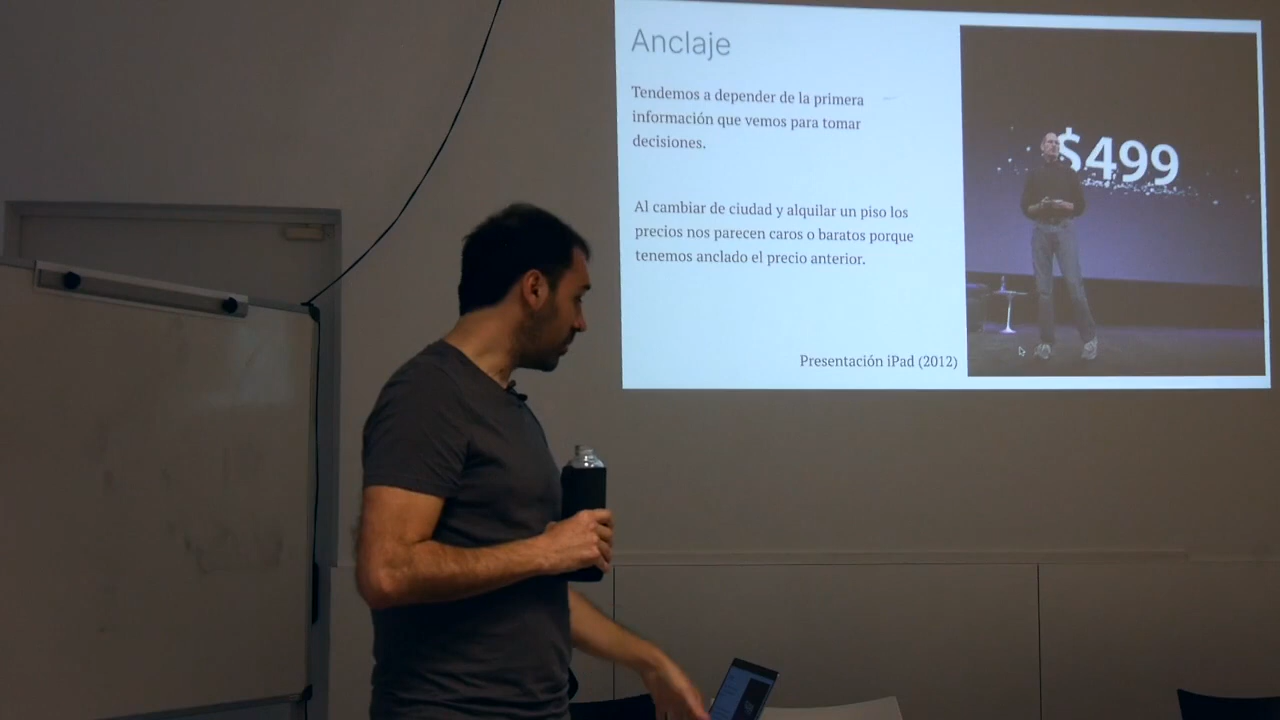 Anclaje
Tendemos a depender de la primera
información que vemos para tomar
decisiones.
Al cambiar de ciudad y alquilar un piso los
precios nos parecen caros o baratos porque
tenemos anclado el precio anterior.
$499
Presentación iPad (2012)